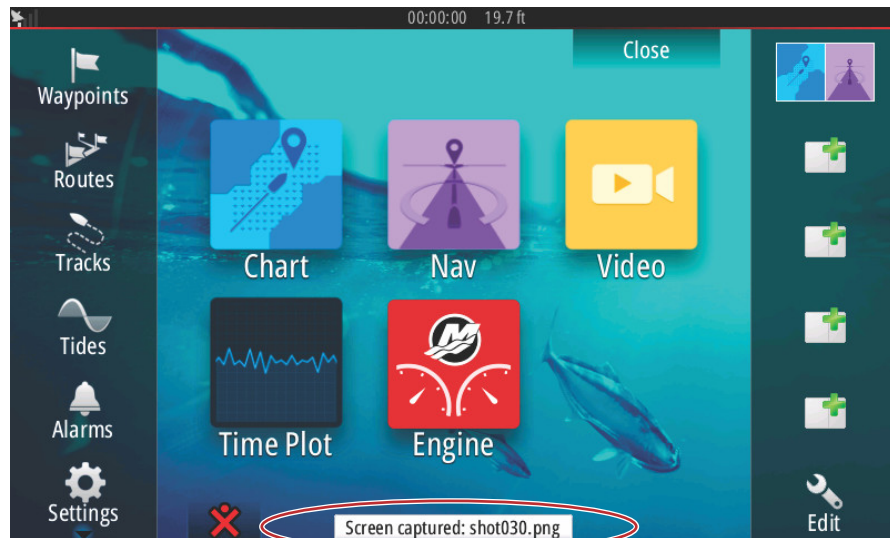 00:00:00 19.7 ft
Close
Waypoints
Routes
Tracks
Tides
Alarms
Settings
Chart
Nav
Video
Time Plot
Engine
Screen captured: shot030.png
Edit